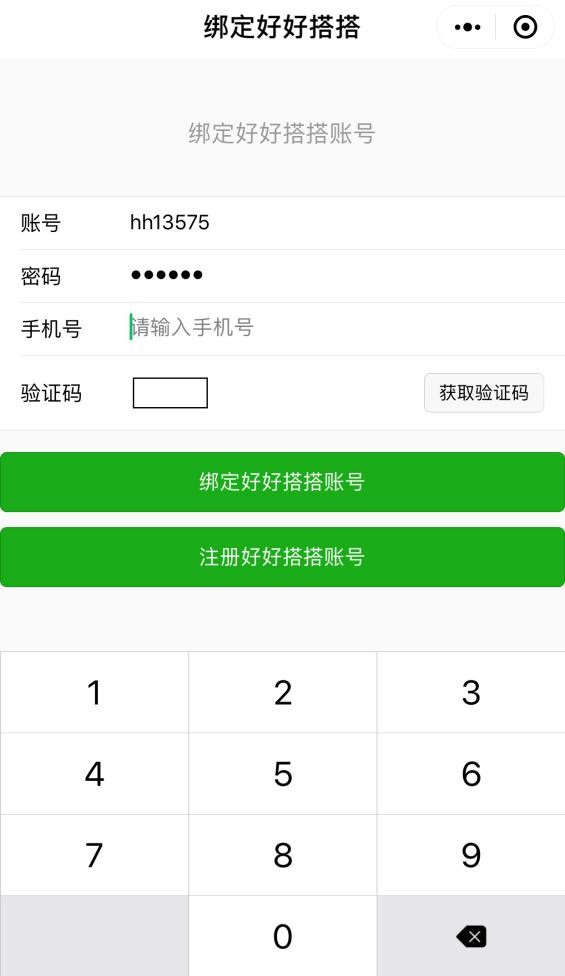 绑定好好搭搭
绑定好好搭搭账号
账号 hh13575
密码 ●●●●●●
手机号 请输入手机号
验证码 获取验证码
绑定好好搭搭账号
注册好好搭搭账号
1 2 3
4 5 6
7 8 9
0